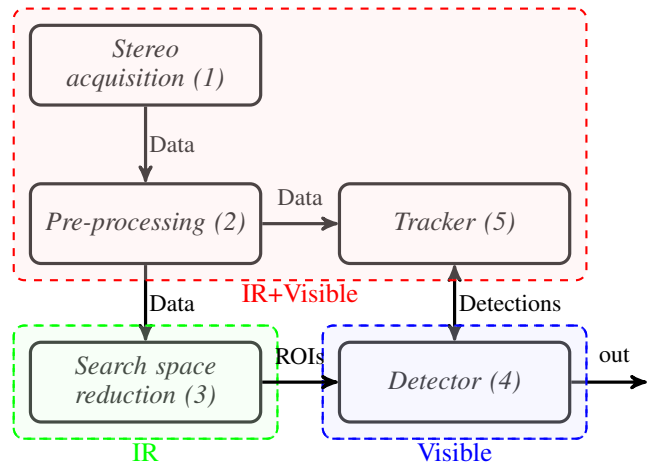 Stereo
acquisition (1)
Data
Pre-processing (2)
Data
Tracker (5)
IR+Visible
Data
Detections
Search space
reduction (3)
ROIs
Detector (4)
out
IR
Visible